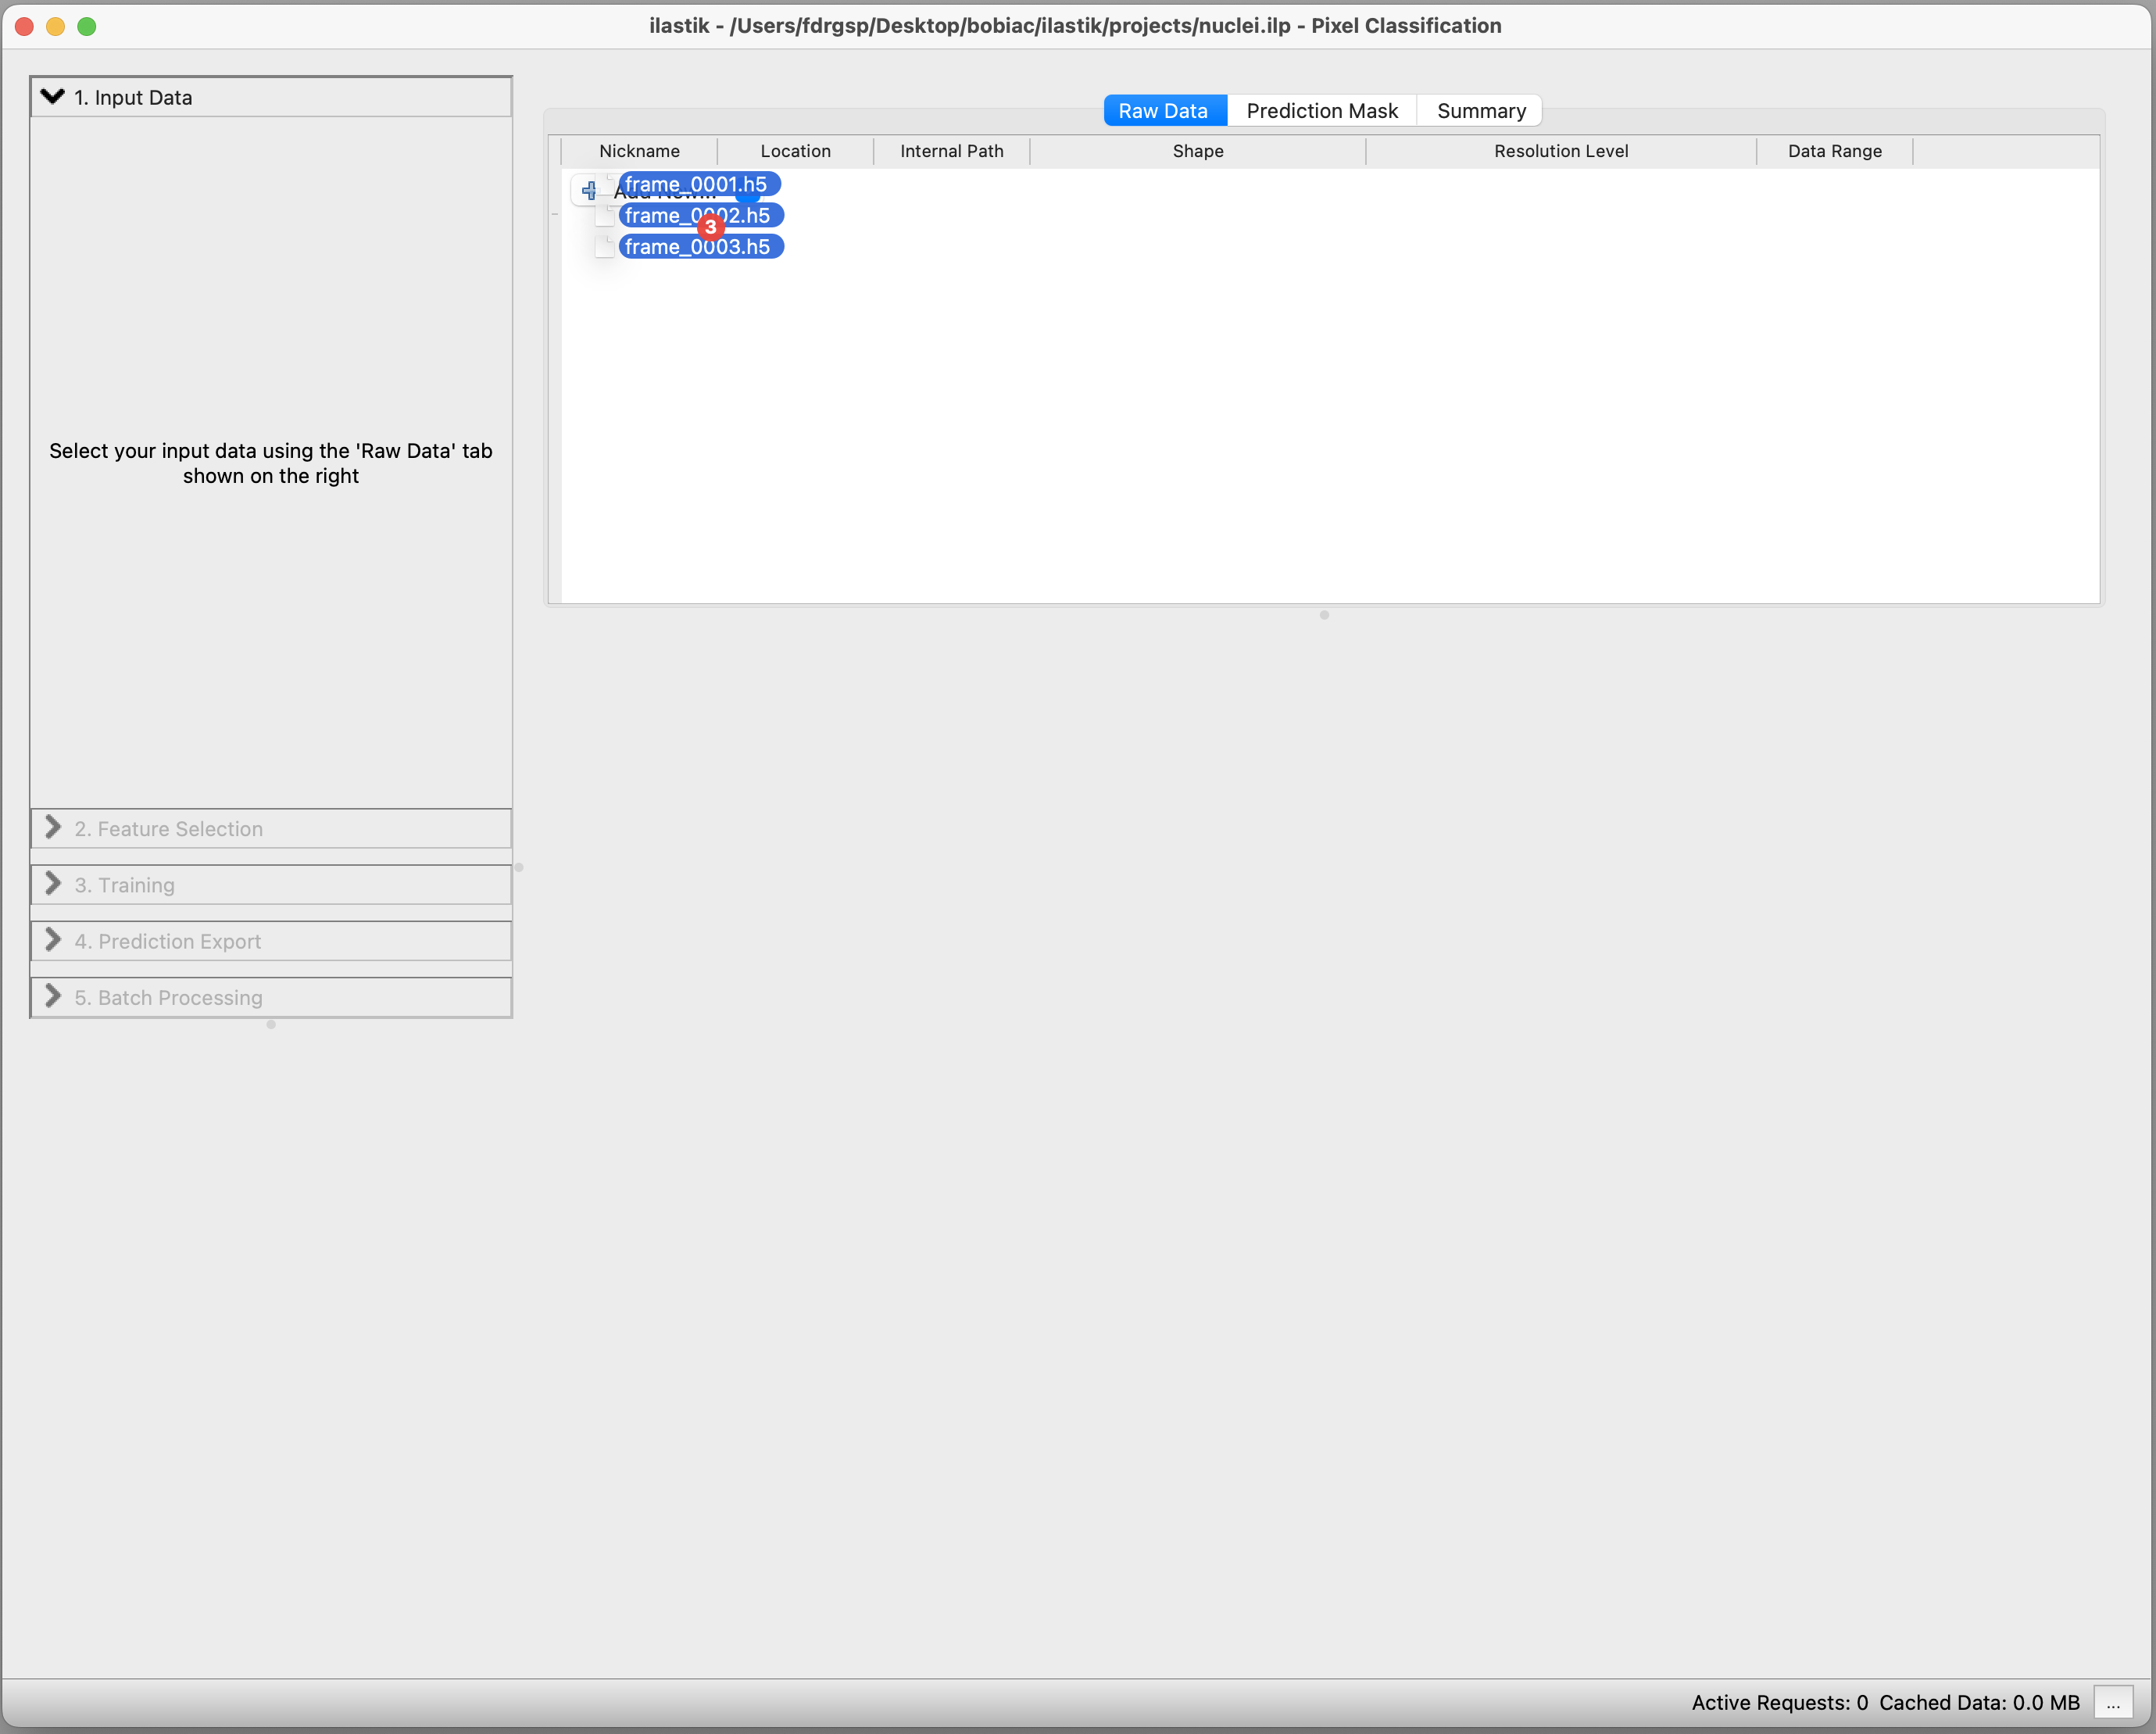 ilastik - /Users/fdrgsp/Desktop/bobiac/ilastik/projects/nuclei.ilp - Pixel Classification
1. Input Data
Select your input data using the 'Raw Data' tab
shown on the right
2. Feature Selection
3. Training
4. Prediction Export
5. Batch Processing
Raw Data Prediction Mask Summary
Nickname Location Internal Path Shape Resolution Level Data Range
frame_0001.h5
frame_0002.h5
3
frame_0003.h5
Active Requests: 0 Cached Data: 0.0 MB ...